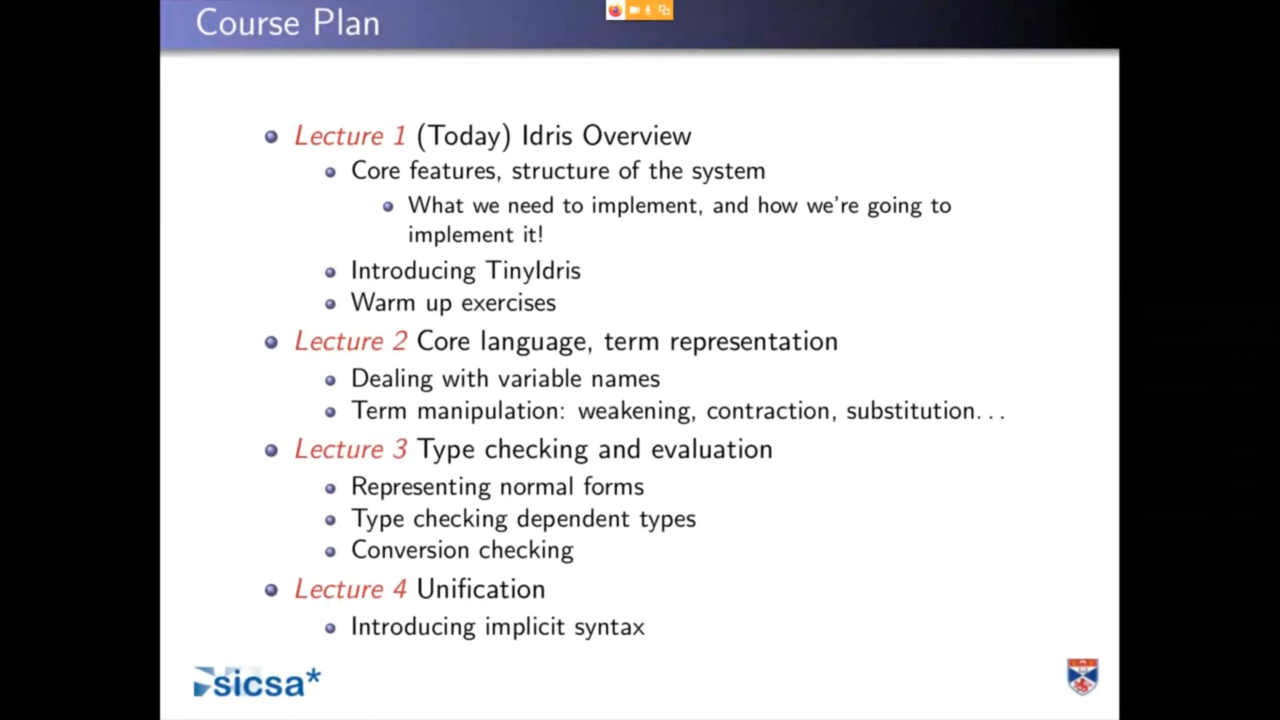 Course Plan
Lecture 1 (Today) Idris Overview
Core features, structure of the system
What we need to implement, and how we're going to
implement it!
Introducing TinyIdris
Warm up exercises
Lecture 2 Core language, term representation
Dealing with variable names
Term manipulation: weakening, contraction, substitution...
Lecture 3 Type checking and evaluation
Representing normal forms
Type checking dependent types
Conversion checking
Lecture 4 Unification
Introducing implicit syntax
sicsa*